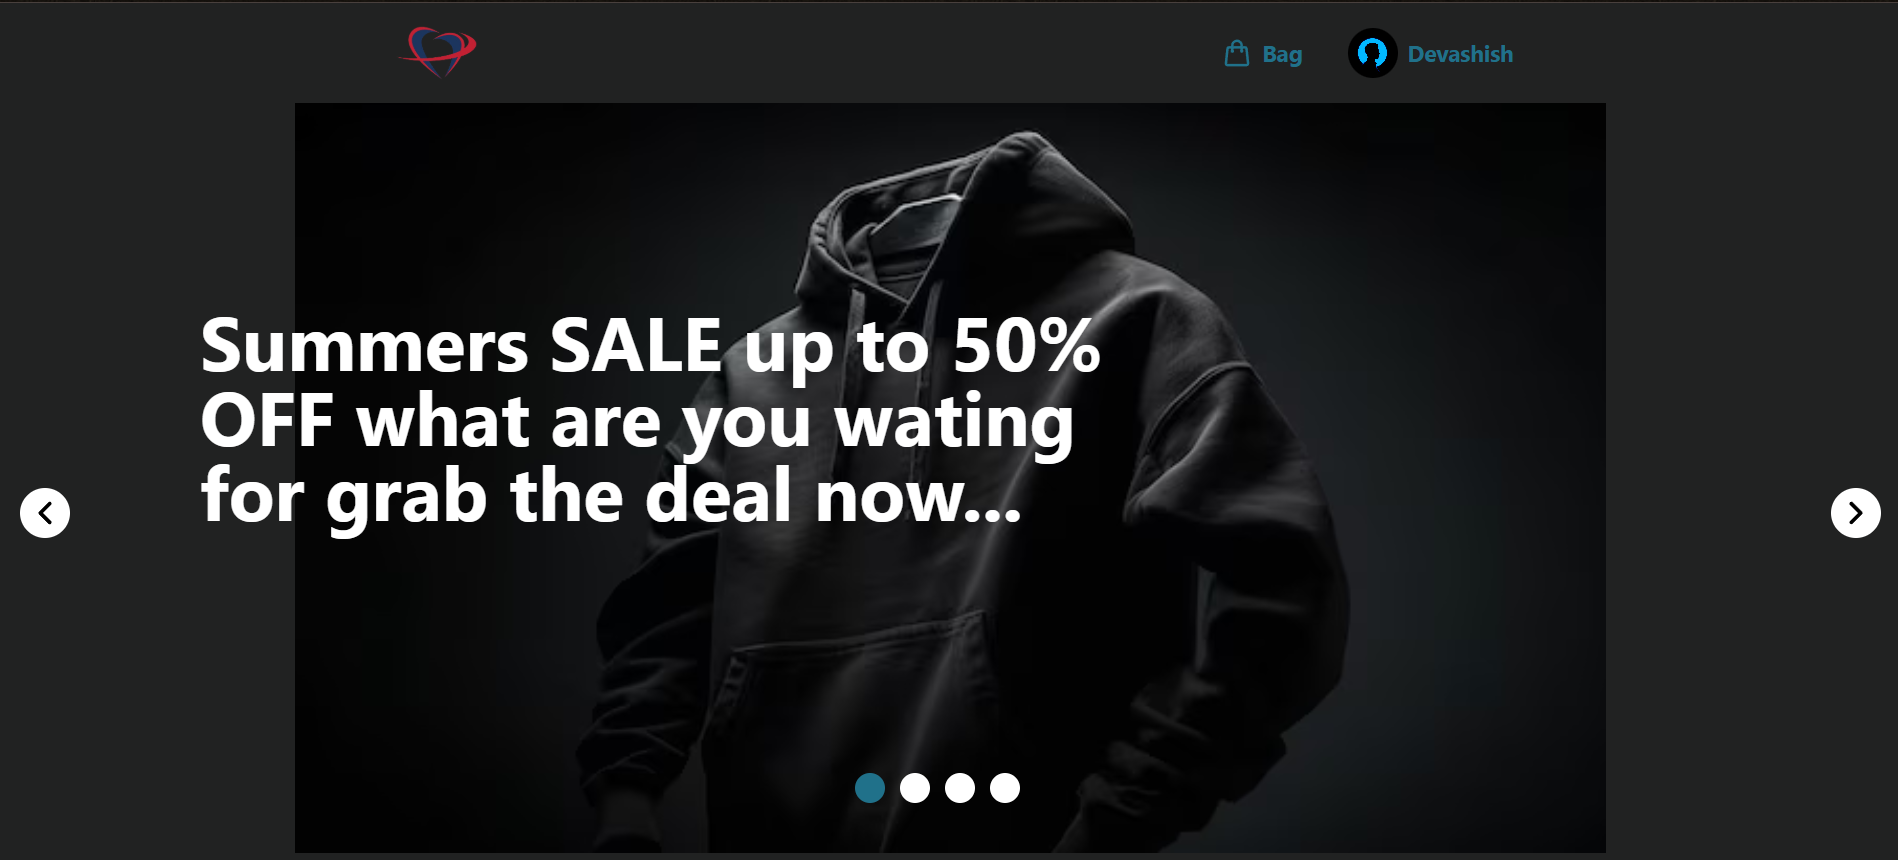 Bag
Devashish
Summers SALE up to 50%
OFF what are you wating
for grab the deal now...